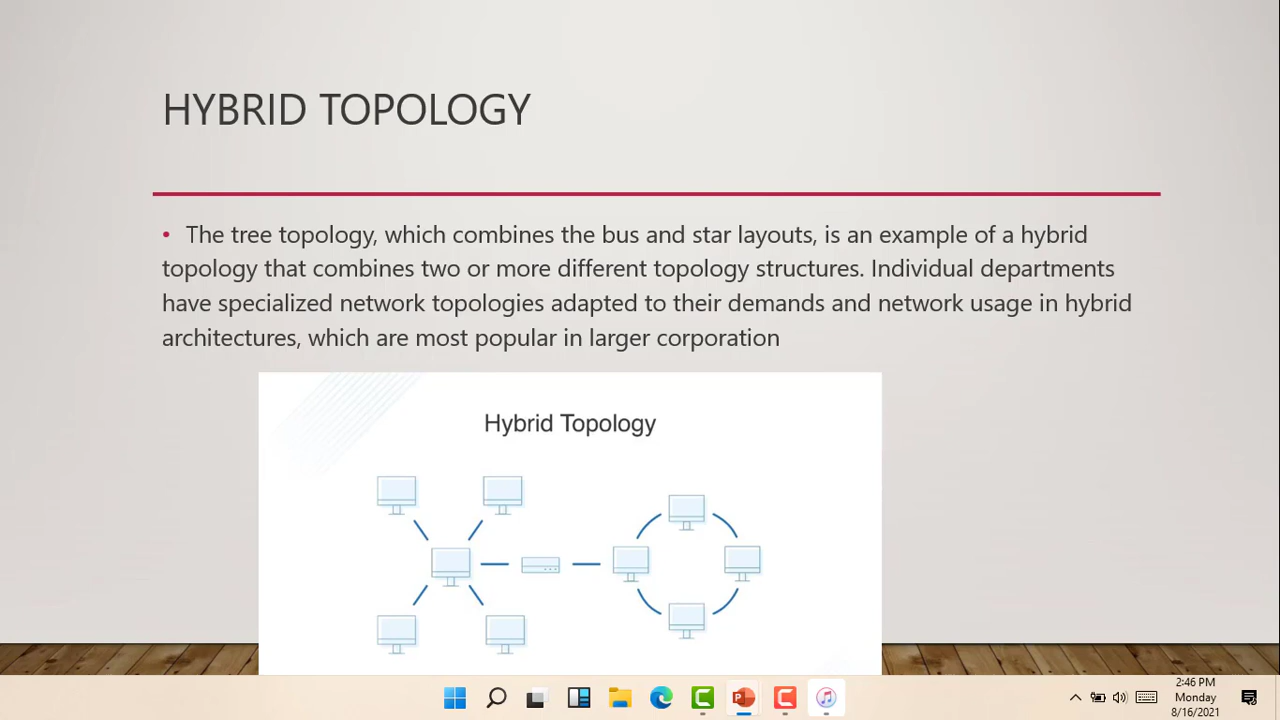 HYBRID TOPOLOGY
• The tree topology, which combines the bus and star layouts, is an example of a hybrid
topology that combines two or more different topology structures. Individual departments
have specialized network topologies adapted to their demands and network usage in hybrid
architectures, which are most popular in larger corporation
Hybrid Topology
2:46 PM
Monday
8/16/2021